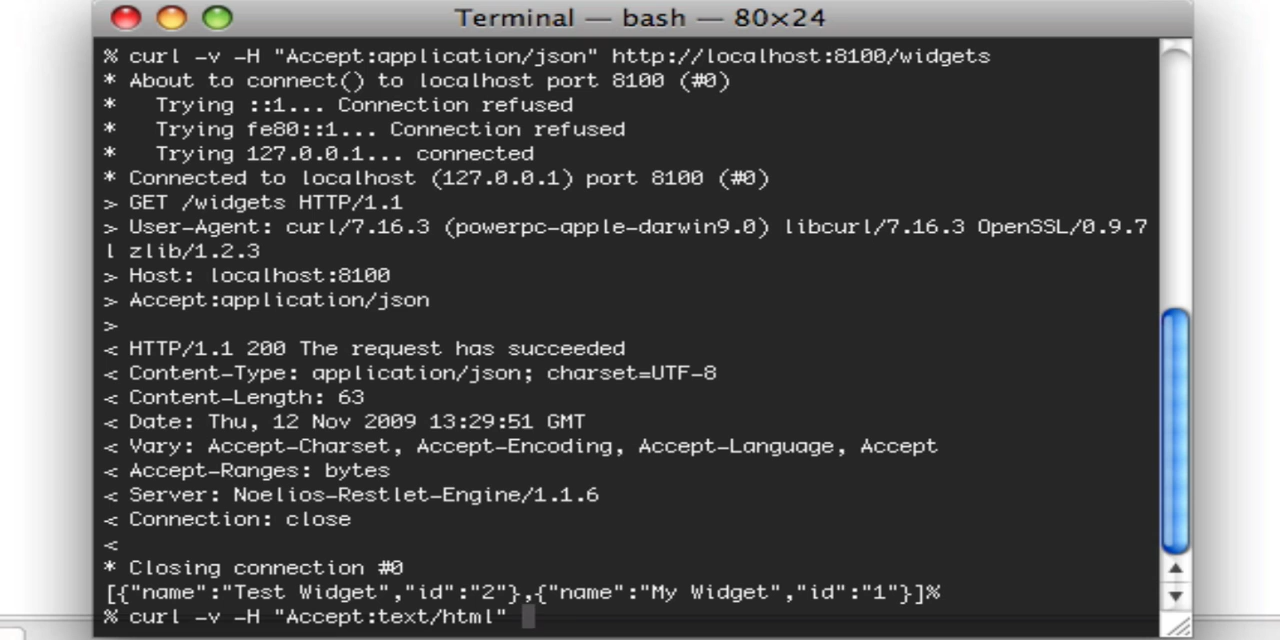 Terminal — bash — 80×24
% curl -v -H "Accept:application/json" http://localhost:8100/widgets
* About to connect() to localhost port 8100 (#0)
*   Trying ::1... Connection refused
*   Trying fe80::1... Connection refused
*   Trying 127.0.0.1... connected
* Connected to localhost (127.0.0.1) port 8100 (#0)
> GET /widgets HTTP/1.1
> User-Agent: curl/7.16.3 (powerpc-apple-darwin9.0) libcurl/7.16.3 OpenSSL/0.9.7
l zlib/1.2.3
> Host: localhost:8100
> Accept:application/json
>
< HTTP/1.1 200 The request has succeeded
< Content-Type: application/json; charset=UTF-8
< Content-Length: 63
< Date: Thu, 12 Nov 2009 13:29:51 GMT
< Vary: Accept-Charset, Accept-Encoding, Accept-Language, Accept
< Accept-Ranges: bytes
< Server: Noelios-Restlet-Engine/1.1.6
< Connection: close
<
* Closing connection #0
[{"name":"Test Widget","id":"2"},{"name":"My Widget","id":"1"}]%
% curl -v -H "Accept:text/html"